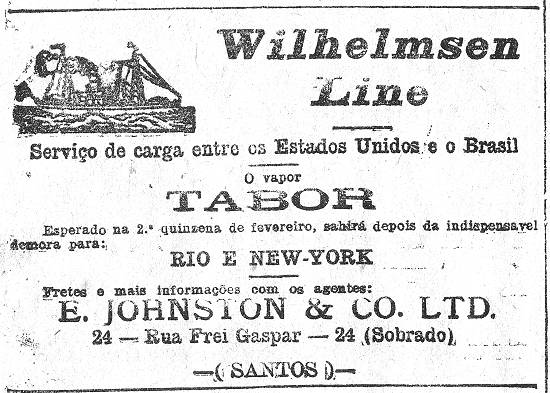 Wilhelmsen
Line
Serviço de carga entre os Estados Unidos e o Brasil
O vapor
TABOR
Esperado na 2.ª quinzena de fevereiro, sahirá depois da indispensavel
demora para:
RIO E NEW-YORK
Fretes e mais informações com os agentes:
E. JOHNSTON & CO. LTD.
24 — Rua Frei Gaspar — 24 (Sobrado)
—( SANTOS )—